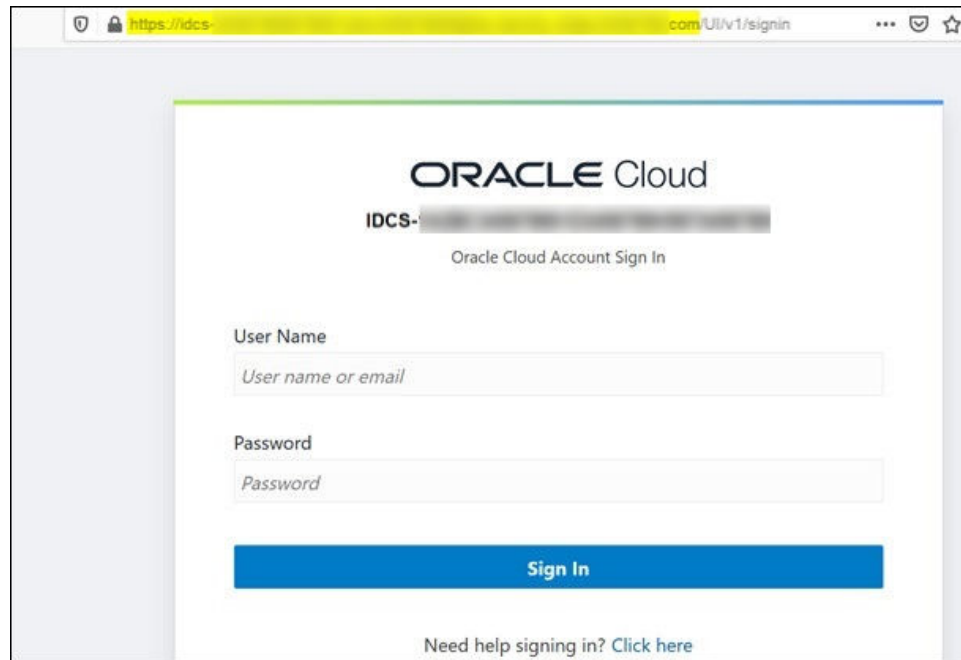 https://idcs- com/UI/v1/signin
ORACLE Cloud
IDCS-
Oracle Cloud Account Sign In
User Name
User name or email
Password
Password
Sign In
Need help signing in? Click here